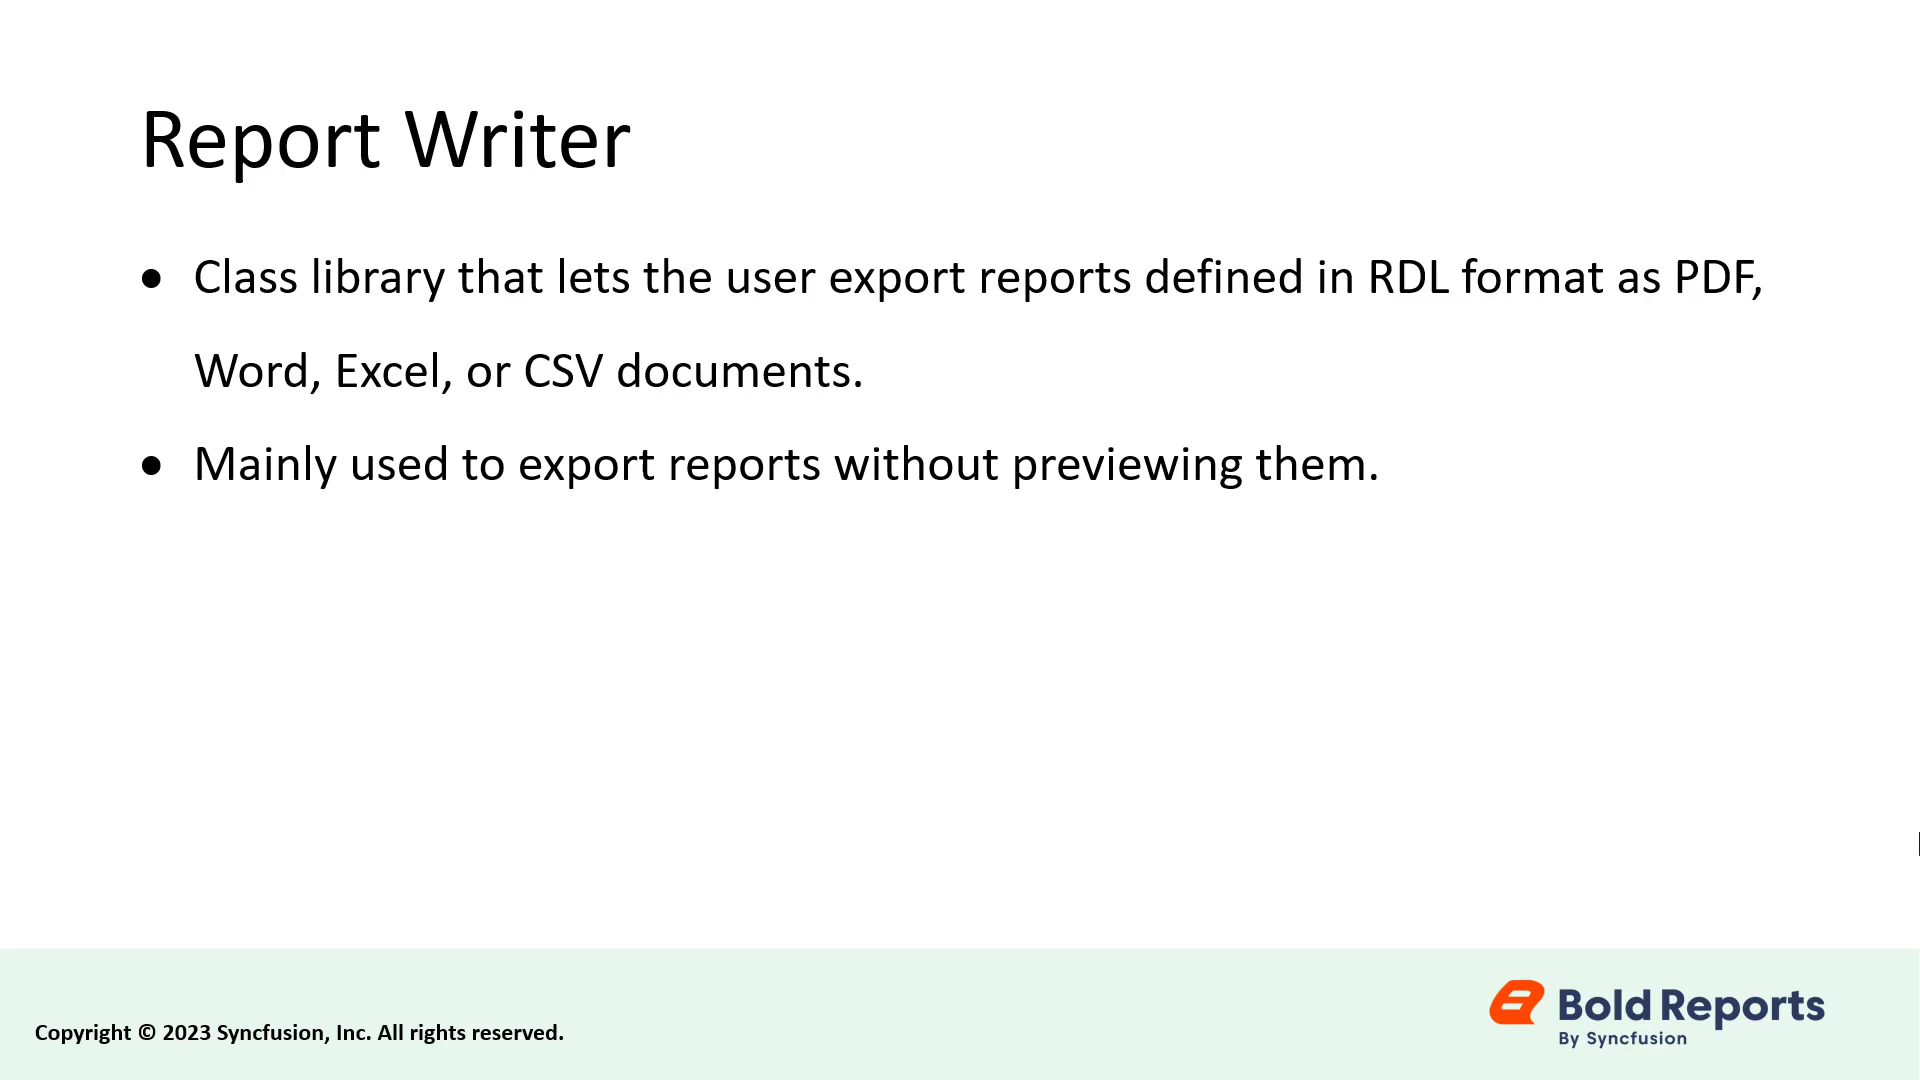 Report Writer
● Class library that lets the user export reports defined in RDL format as PDF,
Word, Excel, or CSV documents.
● Mainly used to export reports without previewing them.
Copyright © 2023 Syncfusion, Inc. All rights reserved.
Bold Reports
By Syncfusion